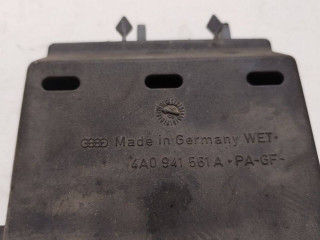 Made in Germany WET·
4A0 941 561 A · PA-GF-